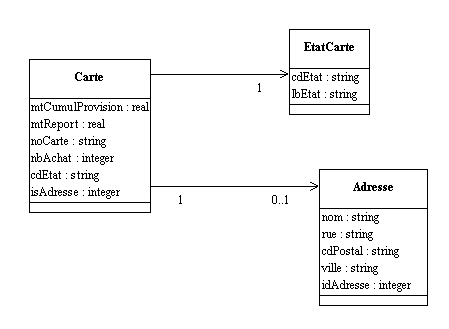 EtatCarte
cdEtat : string
lbEtat : string
Carte
mtCumulProvision : real
mtReport : real
noCarte : string
nbAchat : integer
cdEtat : string
isAdresse : integer
1
1
0..1
Adresse
nom : string
rue : string
cdPostal : string
ville : string
idAdresse : integer